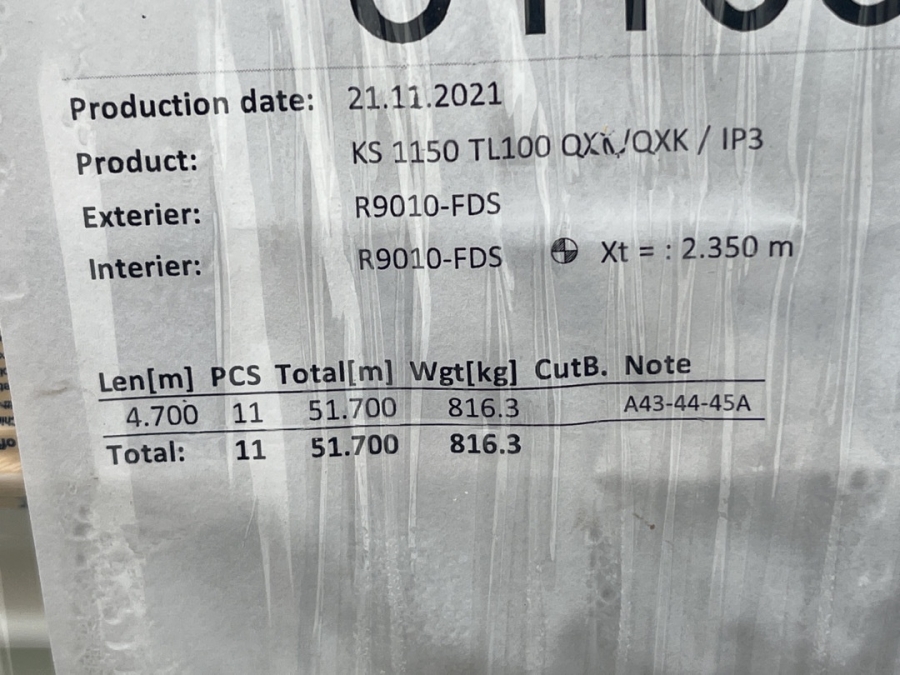 Production date: 21.11.2021
Product: KS 1150 TL100 QXK/QXK / IP3
Exterier: R9010-FDS
Interier: R9010-FDS Xt = : 2.350 m
Len[m] PCS Total[m] Wgt[kg] CutB. Note
4.700 11 51.700 816.3 A43-44-45A
Total: 11 51.700 816.3